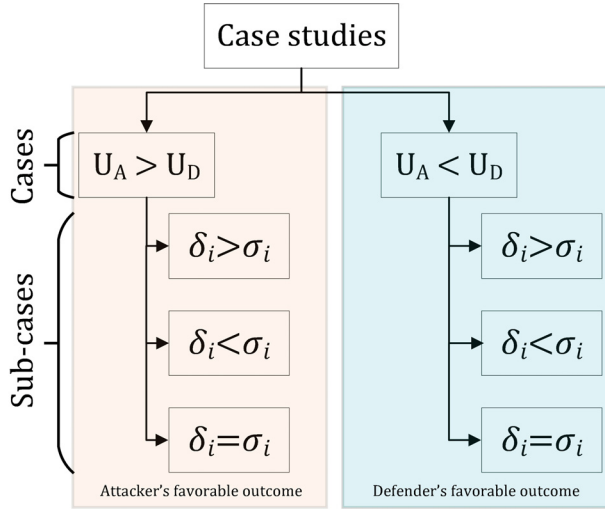 Case studies
Cases
U_A > U_D
U_A < U_D
Sub-cases
δ_i>σ_i
δ_i>σ_i
δ_i<σ_i
δ_i<σ_i
δ_i=σ_i
δ_i=σ_i
Attacker's favorable outcome
Defender's favorable outcome